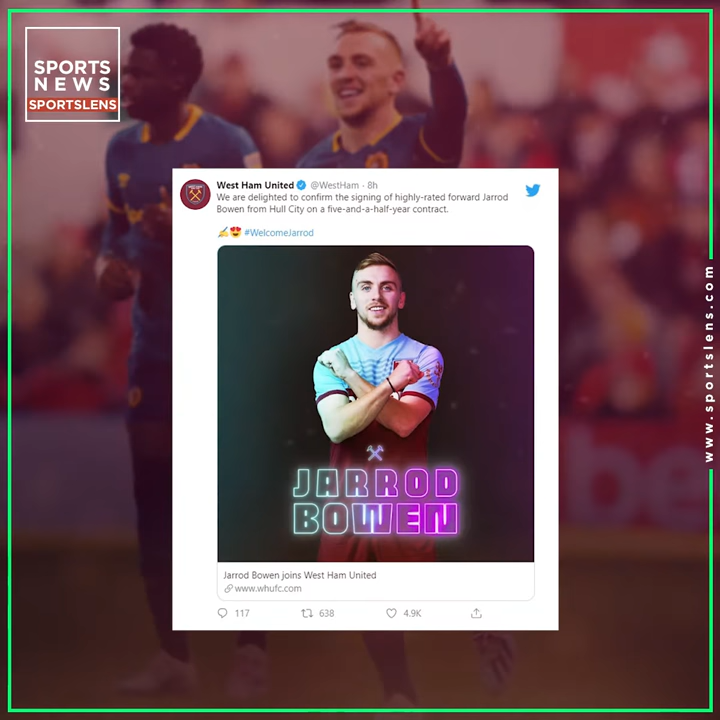 SPORTS
NEWS
SPORTSLENS
West Ham United @WestHam · 8h
We are delighted to confirm the signing of highly-rated forward Jarrod
Bowen from Hull City on a five-and-a-half-year contract.
✍️😍 #WelcomeJarrod
JARROD
BOWEN
Jarrod Bowen joins West Ham United
www.whufc.com
117 638 4.9K
www.sportslens.com
be